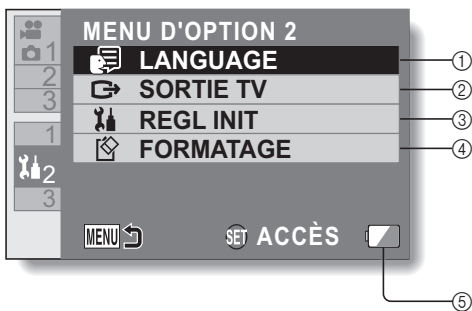 MENU D'OPTION 2
1 LANGUAGE ①
2 SORTIE TV ②
3 REGL INIT ③
1 FORMATAGE ④
2
3
MENU SET ACCÈS
⑤